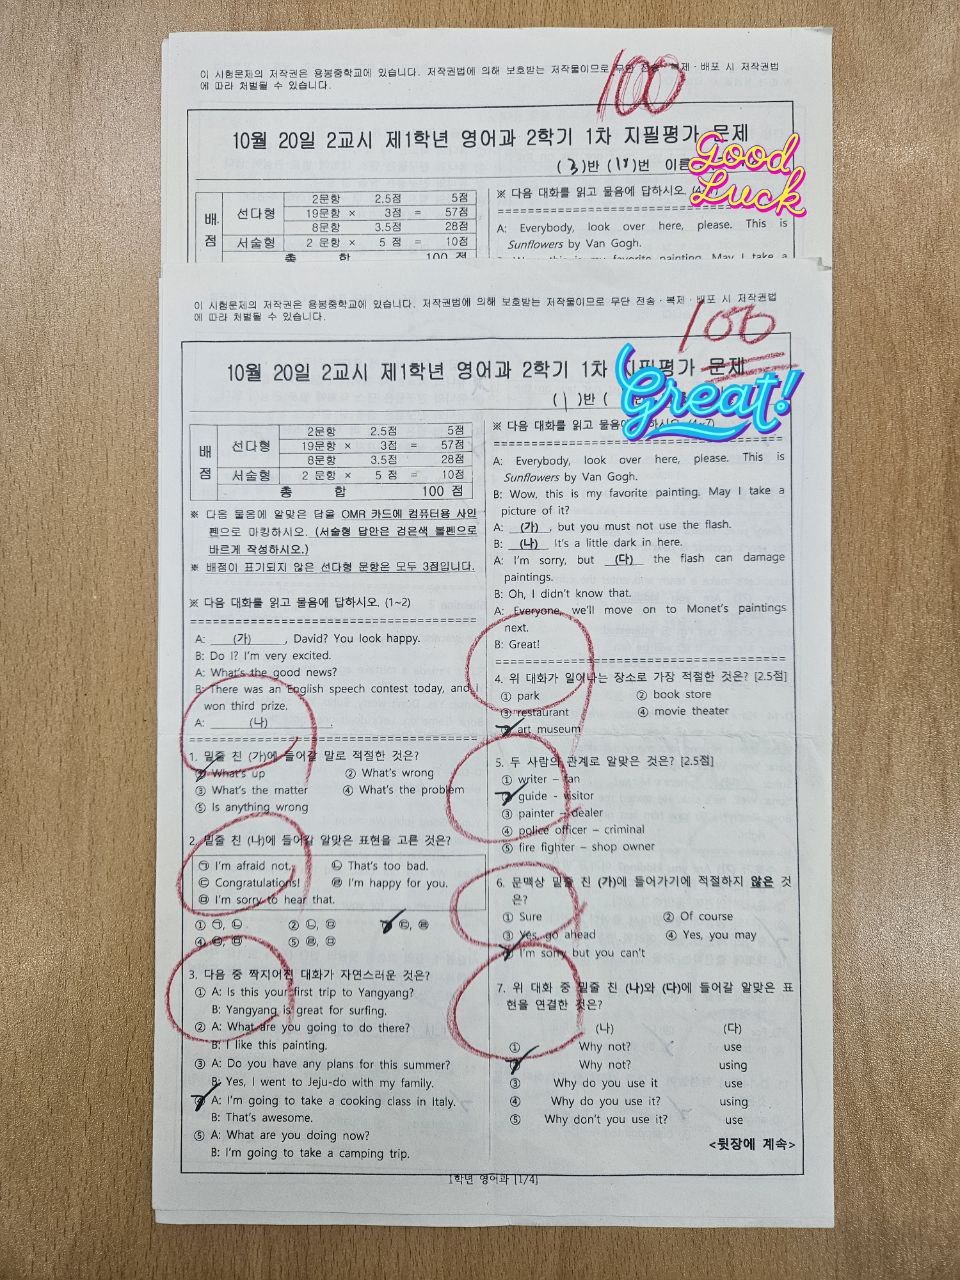 이 시험문제의 저작권은 용봉중학교에 있습니다. 저작권법에 의해 보호받는 저작물이므로 무단 전송·복제·배포 시 저작권법
에 따라 처벌될 수 있습니다.
100
10월 20일 2교시 제1학년 영어과 2학기 1차 지필평가 문제
(3)반 (18)번 이름
Good
Luck
배점
선다형
2문항 2.5점 5점
19문항 × 3점 = 57점
8문항 3.5점 28점
서술형 2 문항 × 5 점 = 10점
총 합 100 점
※ 다음 대화를 읽고 물음에 답하시오.
A: Everybody, look over here, please. This is
Sunflowers by Van Gogh.
B: Wow, this is my favorite painting. May I take a
이 시험문제의 저작권은 용봉중학교에 있습니다. 저작권법에 의해 보호받는 저작물이므로 무단 전송·복제·배포 시 저작권법
에 따라 처벌될 수 있습니다.
100
10월 20일 2교시 제1학년 영어과 2학기 1차 지필평가 문제
(1)반 (
Great!
배점
선다형
2문항 2.5점 5점
19문항 × 3점 = 57점
8문항 3.5점 28점
서술형 2 문항 × 5 점 = 10점
총 합 100 점
※ 다음 물음에 알맞은 답을 OMR 카드에 컴퓨터용 사인
펜으로 마킹하시오. (서술형 답안은 검은색 볼펜으로
바르게 작성하시오.)
※ 배점이 표기되지 않은 선다형 문항은 모두 3점입니다.
※ 다음 대화를 읽고 물음에 답하시오. (1~2)
A: (가) , David? You look happy.
B: Do I? I'm very excited.
A: What's the good news?
B: There was an English speech contest today, and I
won third prize.
A: (나) .
1. 밑줄 친 (가)에 들어갈 말로 적절한 것은?
① What's up ② What's wrong
③ What's the matter ④ What's the problem
⑤ Is anything wrong
2. 밑줄 친 (나)에 들어갈 알맞은 표현을 고른 것은?
㉠ I'm afraid not. ㉡ That's too bad.
㉢ Congratulations! ㉣ I'm happy for you.
㉤ I'm sorry to hear that.
① ㉠, ㉡ ② ㉡, ㉤ ③ ㉢, ㉣
④ ㉢, ㉤ ⑤ ㉣, ㉤
3. 다음 중 짝지어진 대화가 자연스러운 것은?
① A: Is this your first trip to Yangyang?
B: Yangyang is great for surfing.
② A: What are you going to do there?
B: I like this painting.
③ A: Do you have any plans for this summer?
B: Yes, I went to Jeju-do with my family.
④ A: I'm going to take a cooking class in Italy.
B: That's awesome.
⑤ A: What are you doing now?
B: I'm going to take a camping trip.
※ 다음 대화를 읽고 물음에 답하시오. (4~7)
A: Everybody, look over here, please. This is
Sunflowers by Van Gogh.
B: Wow, this is my favorite painting. May I take a
picture of it?
A: (가) , but you must not use the flash.
B: (나) It's a little dark in here.
A: I'm sorry, but (다) the flash can damage
paintings.
B: Oh, I didn't know that.
A: Everyone, we'll move on to Monet's paintings
next.
B: Great!
4. 위 대화가 일어나는 장소로 가장 적절한 것은? [2.5점]
① park ② book store
③ restaurant ④ movie theater
⑤ art museum
5. 두 사람의 관계로 알맞은 것은? [2.5점]
① writer – fan
② guide - visitor
③ painter – dealer
④ police officer – criminal
⑤ fire fighter – shop owner
6. 문맥상 밑줄 친 (가)에 들어가기에 적절하지 않은 것
은?
① Sure ② Of course
③ Yes, go ahead ④ Yes, you may
⑤ I'm sorry but you can't
7. 위 대화 중 밑줄 친 (나)와 (다)에 들어갈 알맞은 표
현을 연결한 것은?
(나) (다)
① Why not? use
② Why not? using
③ Why do you use it use
④ Why do you use it? using
⑤ Why don't you use it? use
<뒷장에 계속>
1학년 영어과 [1/4]